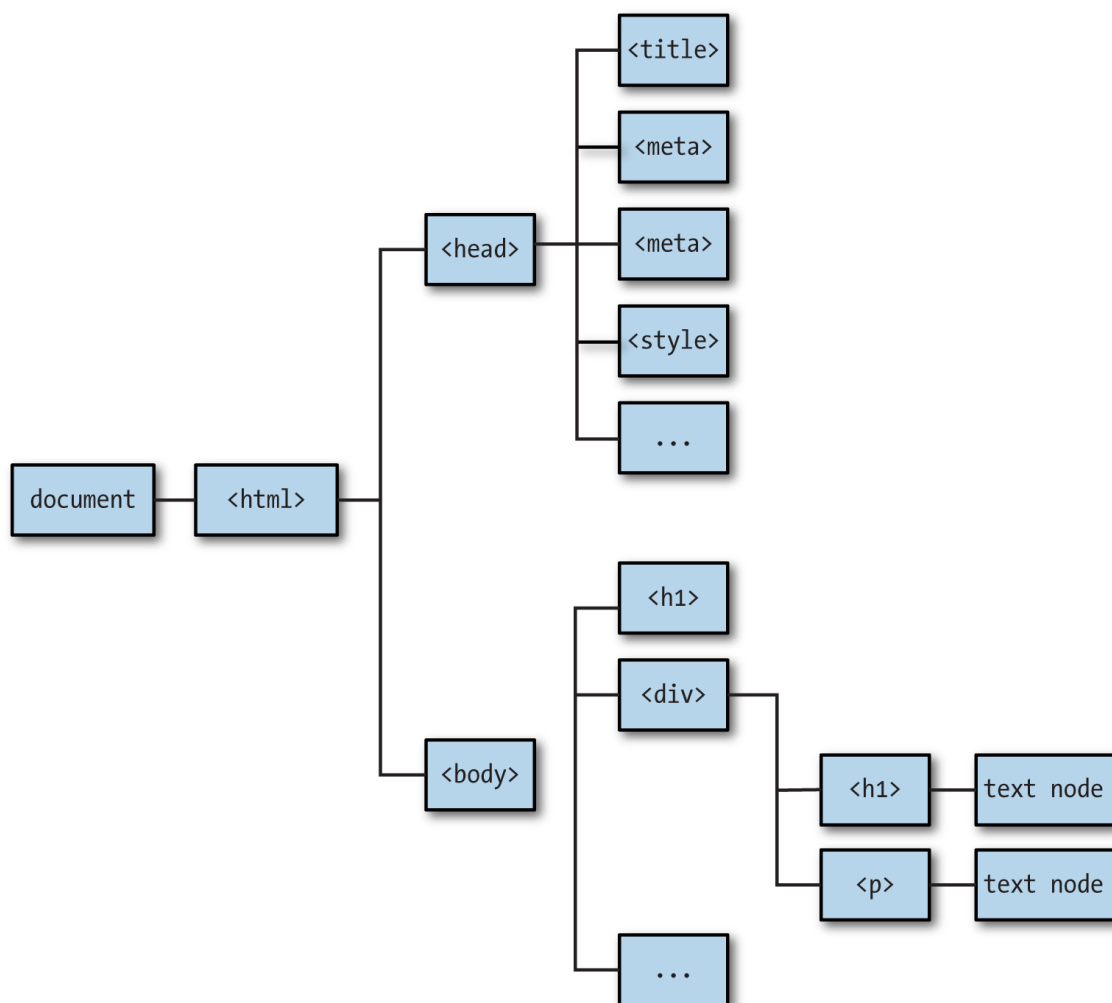 <title>
<meta>
<head>
<meta>
<style>
...
document
<html>
<h1>
<div>
<body>
<h1>
text node
<p>
text node
...